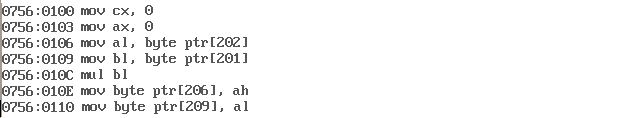 0756:0100 mov cx, 0
0756:0103 mov ax, 0
0756:0106 mov al, byte ptr[202]
0756:0109 mov bl, byte ptr[201]
0756:010C mul bl
0756:010E mov byte ptr[206], ah
0756:0110 mov byte ptr[209], al